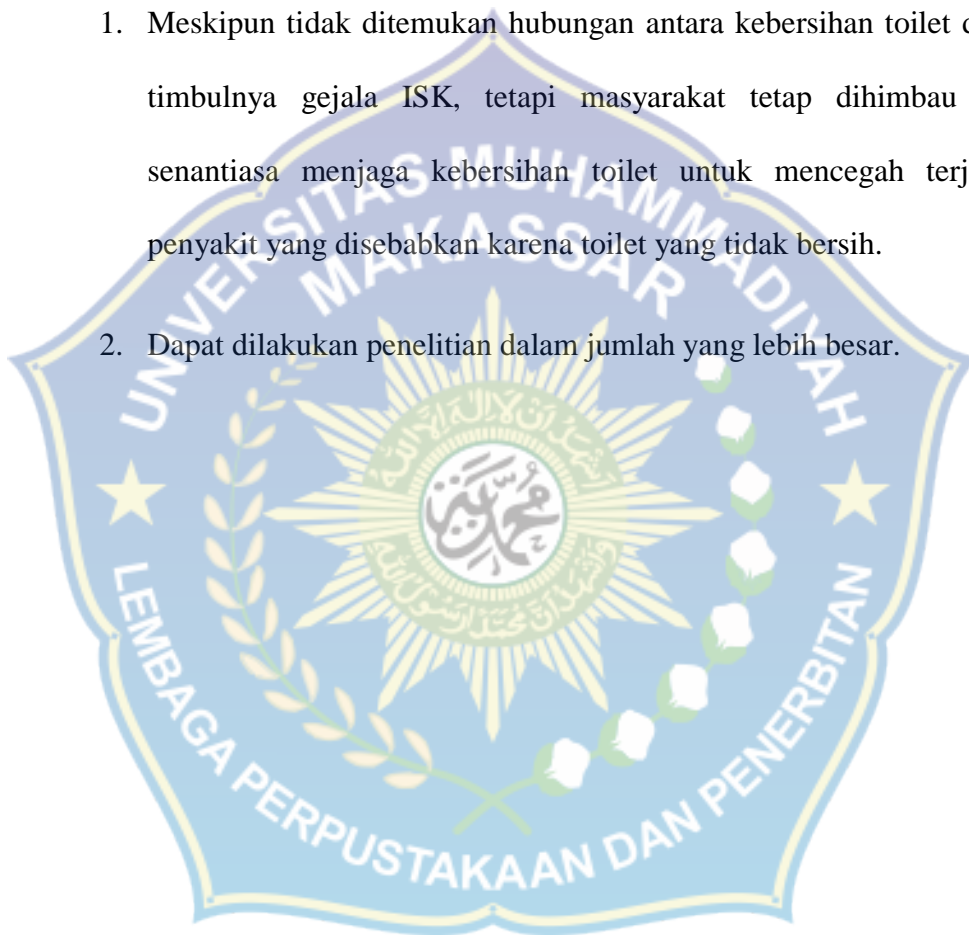 1. Meskipun tidak ditemukan hubungan antara kebersihan toilet
timbulnya gejala ISK, tetapi masyarakat tetap dihimbau
senantiasa menjaga kebersihan toilet untuk mencegah
penyakit yang disebabkan karena toilet yang tidak bersih.
2. Dapat dilakukan penelitian dalam jumlah yang lebih besar.
UNIVERSITAS MUHAMMADIYAH
MAKASSAR
محمدية
LEMBAGA PERPUSTAKAAN DAN PENERBITAN